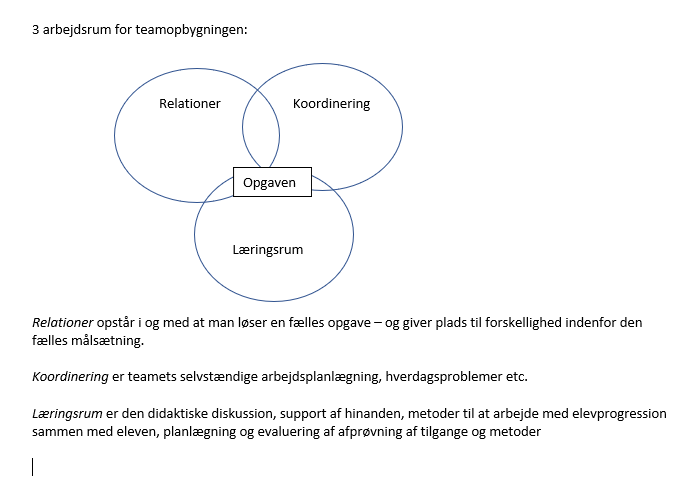 3 arbejdsrum for teamopbygningen:
Relationer
Koordinering
Opgaven
Læringsrum
Relationer opstår i og med at man løser en fælles opgave – og giver plads til forskellighed indenfor den
fælles målsætning.
Koordinering er teamets selvstændige arbejdsplanlægning, hverdagsproblemer etc.
Læringsrum er den didaktiske diskussion, support af hinanden, metoder til at arbejde med elevprogression
sammen med eleven, planlægning og evaluering af afprøvning af tilgange og metoder